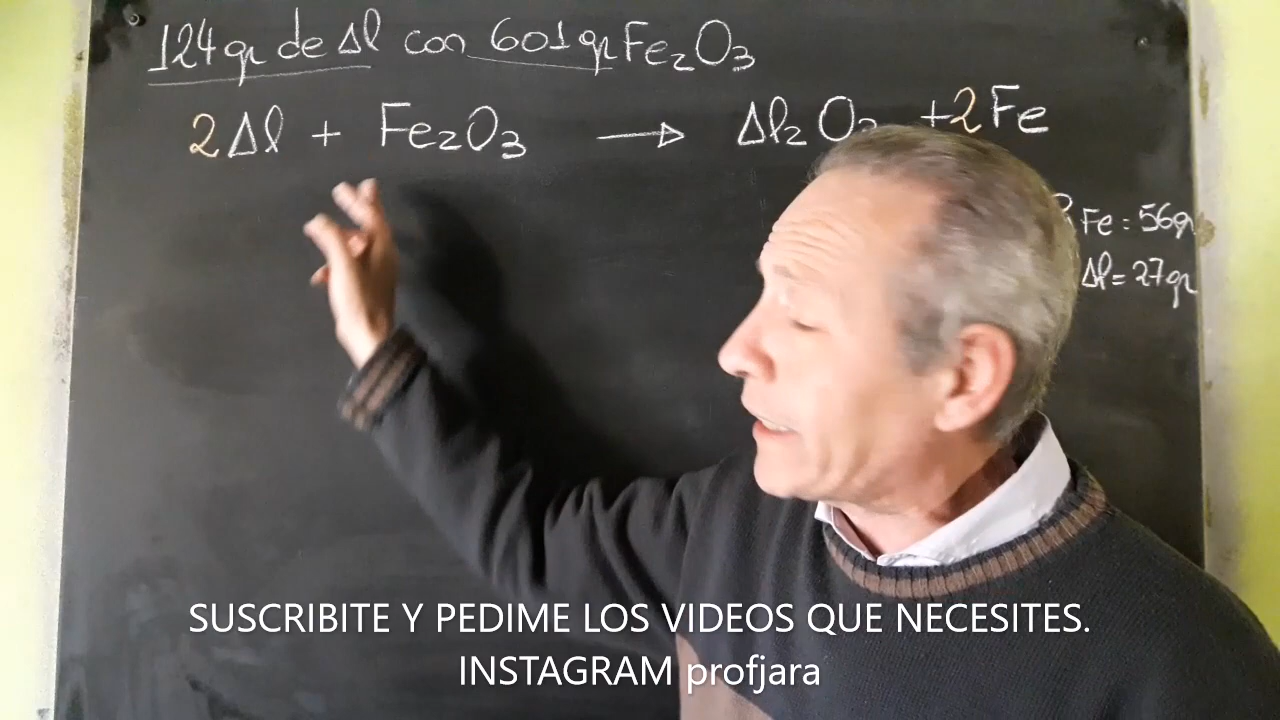 124 gr de Al con 601 gr Fe₂O₃
2Al + Fe₂O₃ → Al₂O₃ + 2Fe
Fe = 56gr
Al = 27gr
SUSCRIBITE Y PEDIME LOS VIDEOS QUE NECESITES.
INSTAGRAM profjara